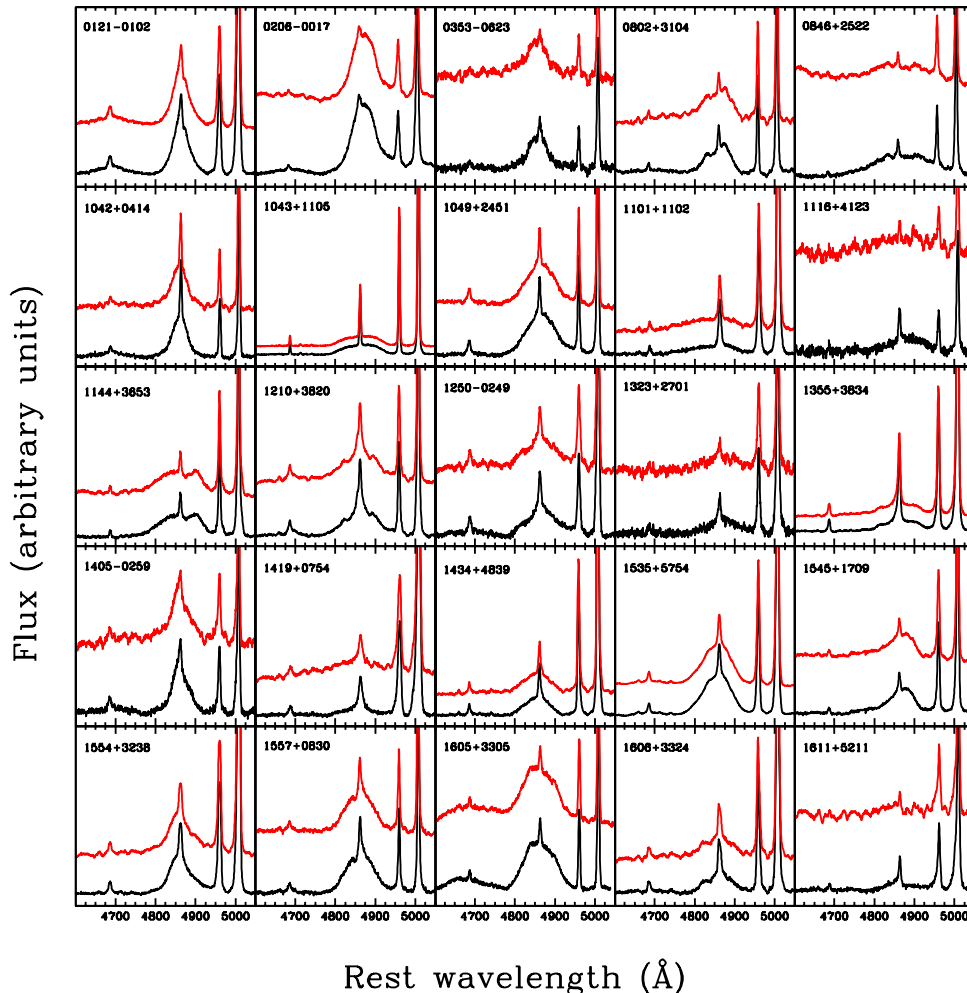 0121-0102 0206-0017 0353-0623 0802+3104 0846+2522
1042+0414 1043+1105 1049+2451 1101+1102 1116+4123
1144+3653 1210+3820 1250-0249 1323+2701 1355+3834
1405-0259 1419+0754 1434+4839 1535+5754 1545+1709
1554+3238 1557+0830 1605+3305 1606+3324 1611+5211
4700 4800 4900 5000 4700 4800 4900 5000 4700 4800 4900 5000 4700 4800 4900 5000 4700 4800 4900 5000
Flux (arbitrary units)
Rest wavelength (Å)